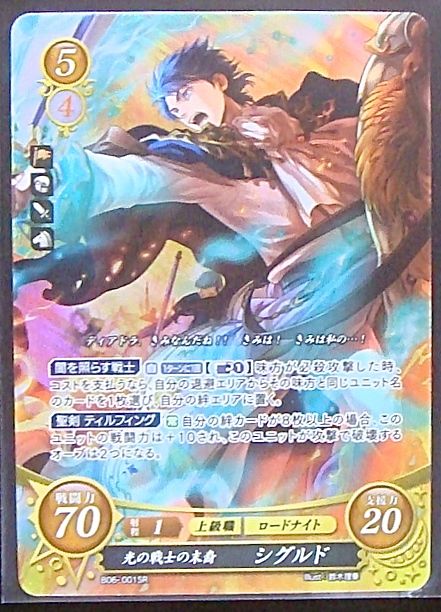 5
4
ディアドラ、きみなんだね!! きみは! きみは私の…!
闇を照らす戦士 1ターンに1回 味方が必殺攻撃した時、
コストを支払うなら、自分の退避エリアからその味方と同じユニット名
のカードを1枚選び、自分の絆エリアに置く。
聖剣 ティルフィング 自分の絆カードが8枚以上の場合、この
ユニットの戦闘力は+10され、このユニットが攻撃で破壊する
オーブは2つになる。
戦闘力 70 射程 1 上級職 ロードナイト 支援力 20
光の戦士の末裔 シグルド
B06-001SR Illust:鈴木理華